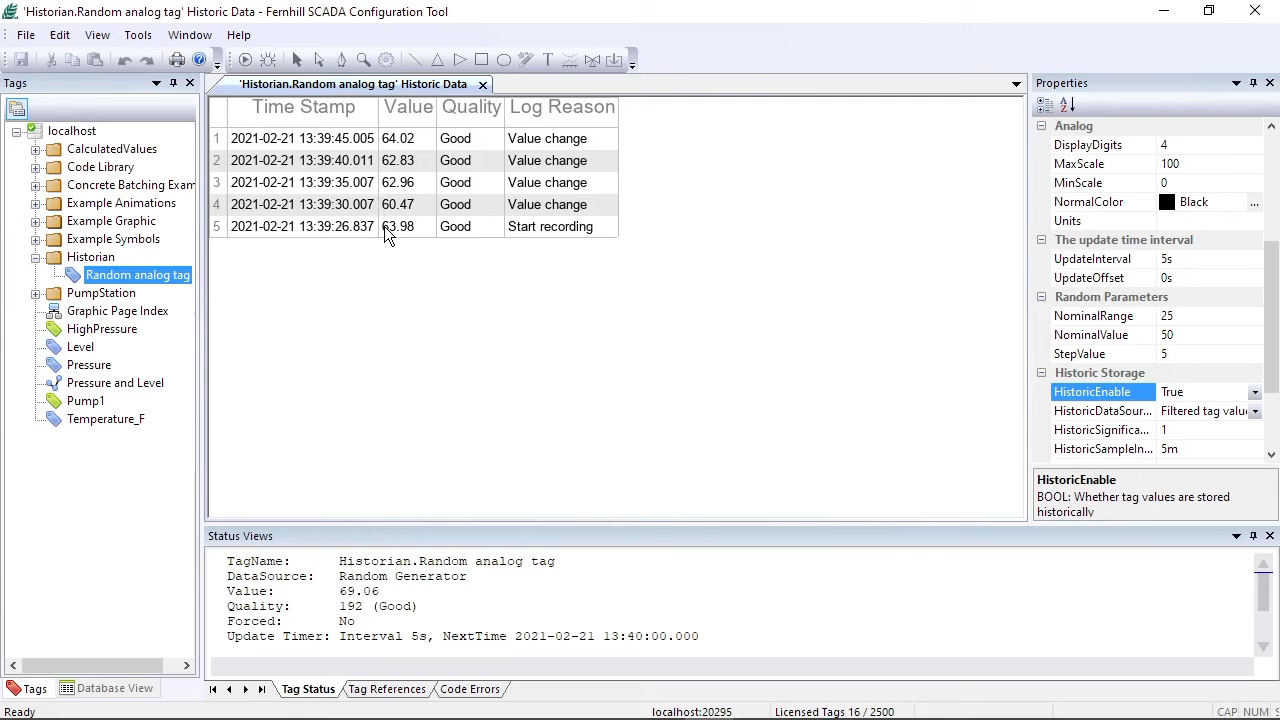 'Historian.Random analog tag' Historic Data - Fernhill SCADA Configuration Tool
File Edit View Tools Window Help
Tags
localhost
CalculatedValues
Code Library
Concrete Batching Exam
Example Animations
Example Graphic
Example Symbols
Historian
Random analog tag
PumpStation
Graphic Page Index
HighPressure
Level
Pressure
Pressure and Level
Pump1
Temperature_F
Tags Database View
'Historian.Random analog tag' Historic Data
Time Stamp Value Quality Log Reason
1 2021-02-21 13:39:45.005 64.02 Good Value change
2 2021-02-21 13:39:40.011 62.83 Good Value change
3 2021-02-21 13:39:35.007 62.96 Good Value change
4 2021-02-21 13:39:30.007 60.47 Good Value change
5 2021-02-21 13:39:26.837 63.98 Good Start recording
Properties
Analog
DisplayDigits 4
MaxScale 100
MinScale 0
NormalColor Black ...
Units
The update time interval
UpdateInterval 5s
UpdateOffset 0s
Random Parameters
NominalRange 25
NominalValue 50
StepValue 5
Historic Storage
HistoricEnable True
HistoricDataSour... Filtered tag valu
HistoricSignifica... 1
HistoricSampleIn... 5m
HistoricEnable
BOOL: Whether tag values are stored
historically
Status Views
TagName: Historian.Random analog tag
DataSource: Random Generator
Value: 69.06
Quality: 192 (Good)
Forced: No
Update Timer: Interval 5s, NextTime 2021-02-21 13:40:00.000
Tag Status Tag References Code Errors
Ready localhost:20295 Licensed Tags 16 / 2500 CAP NUM